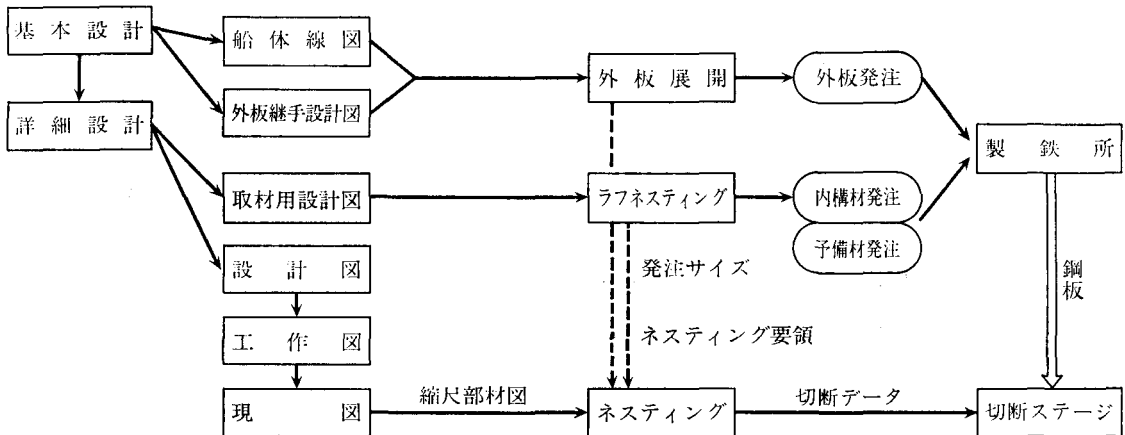 基本設計
船体線図
外板展開
外板発注
外板継手設計図
詳細設計
製鉄所
取材用設計図
ラフネスティング
内構材発注
予備材発注
設計図
発注サイズ
鋼板
工作図
ネスティング要領
現図
縮尺部材図
ネスティング
切断データ
切断ステージ